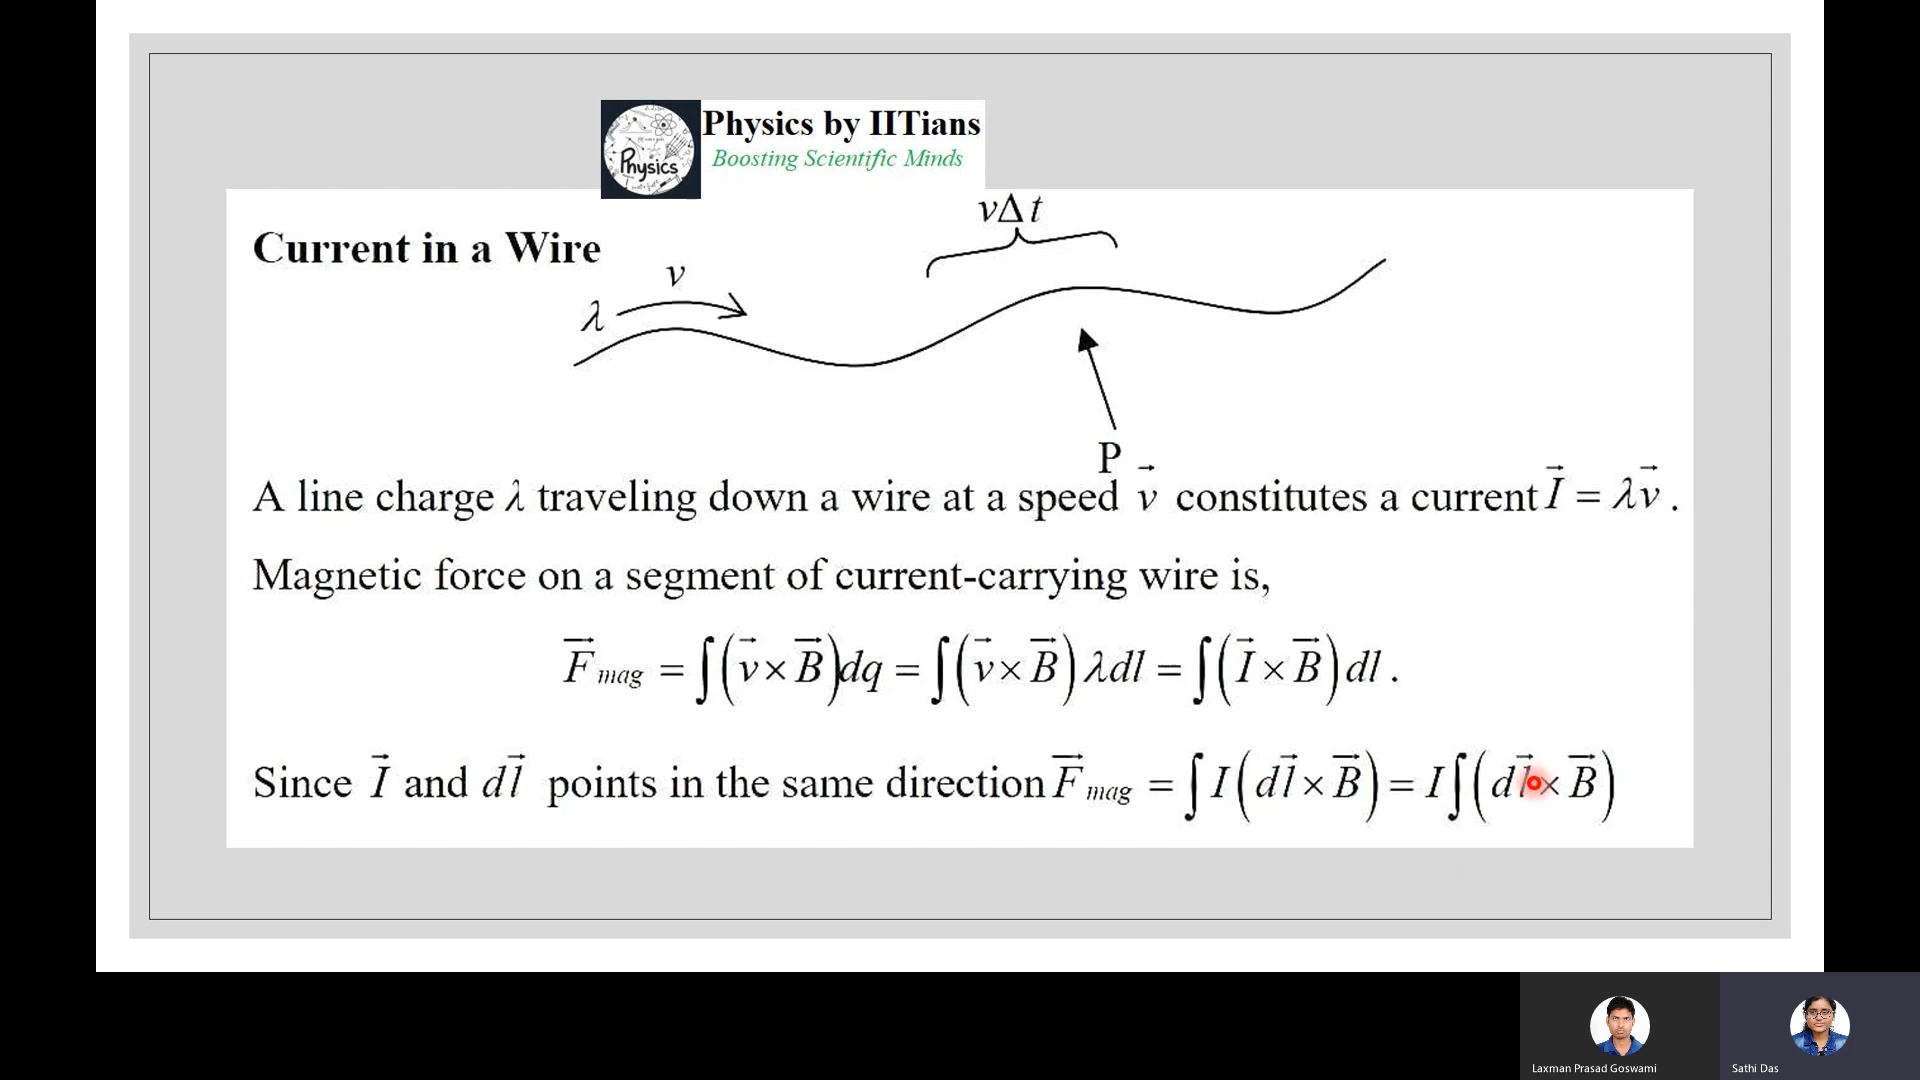 Physics by IITians
Boosting Scientific Minds
Physics
vΔt
Current in a Wire
v
λ
P
A line charge λ traveling down a wire at a speed v⃗ constitutes a current I⃗ = λv⃗ .
Magnetic force on a segment of current-carrying wire is,
F⃗ mag = ∫(v⃗ × B⃗)dq = ∫(v⃗ × B⃗) λdl = ∫(I⃗ × B⃗) dl .
Since I⃗ and dl⃗ points in the same direction F⃗ mag = ∫ I(dl⃗ × B⃗) = I∫(dl⃗ × B⃗)
Laxman Prasad Goswami
Sathi Das